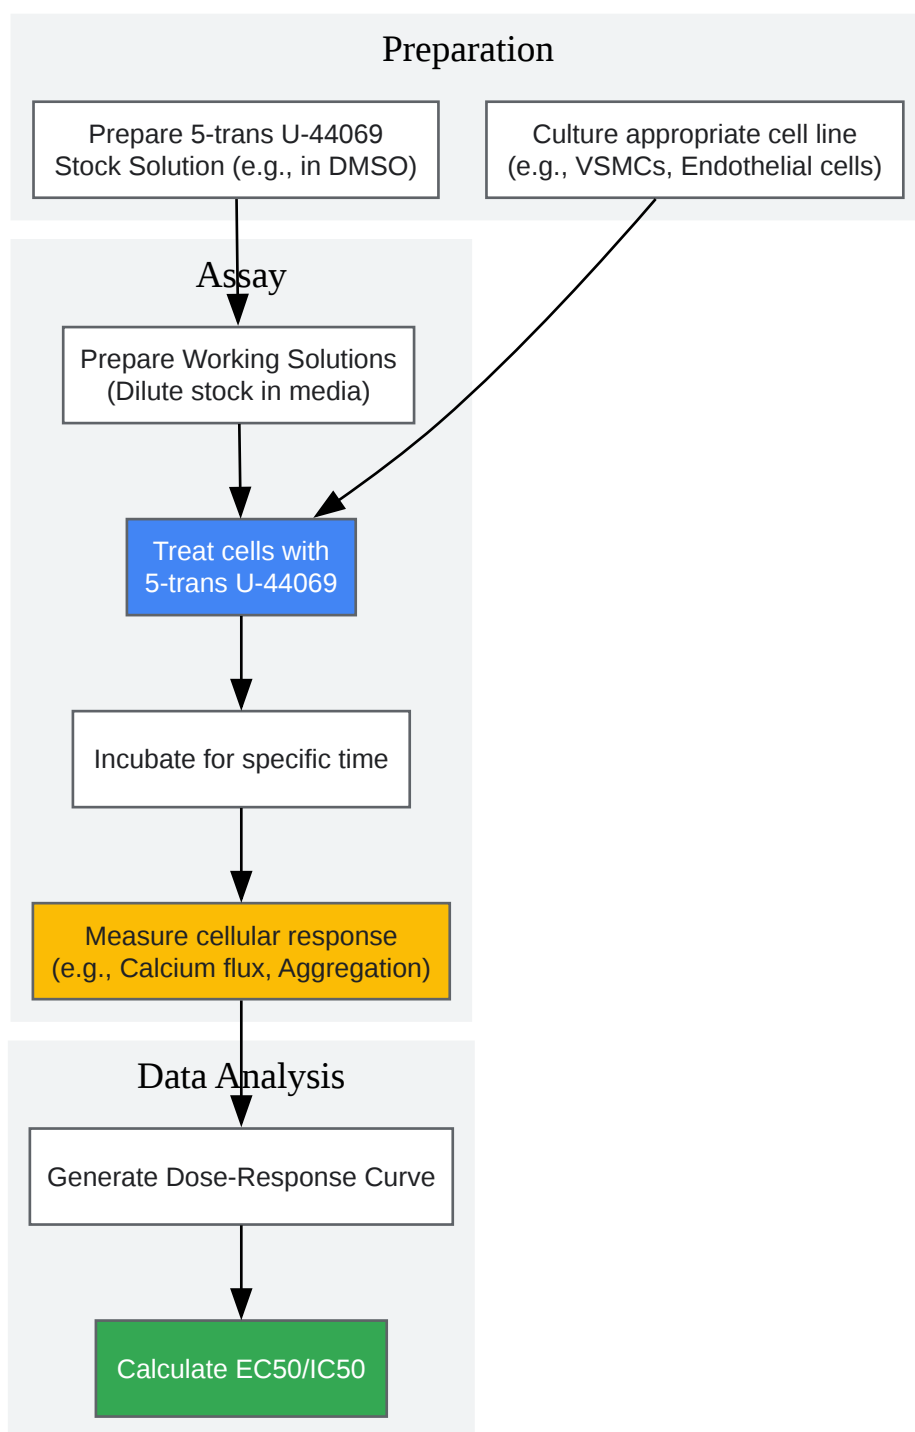 Preparation
Prepare 5-trans U-44069
Stock Solution (e.g., in DMSO)
Culture appropriate cell line
(e.g., VSMCs, Endothelial cells)
Assay
Prepare Working Solutions
(Dilute stock in media)
Treat cells with
5-trans U-44069
Incubate for specific time
Measure cellular response
(e.g., Calcium flux, Aggregation)
Data Analysis
Generate Dose-Response Curve
Calculate EC50/IC50